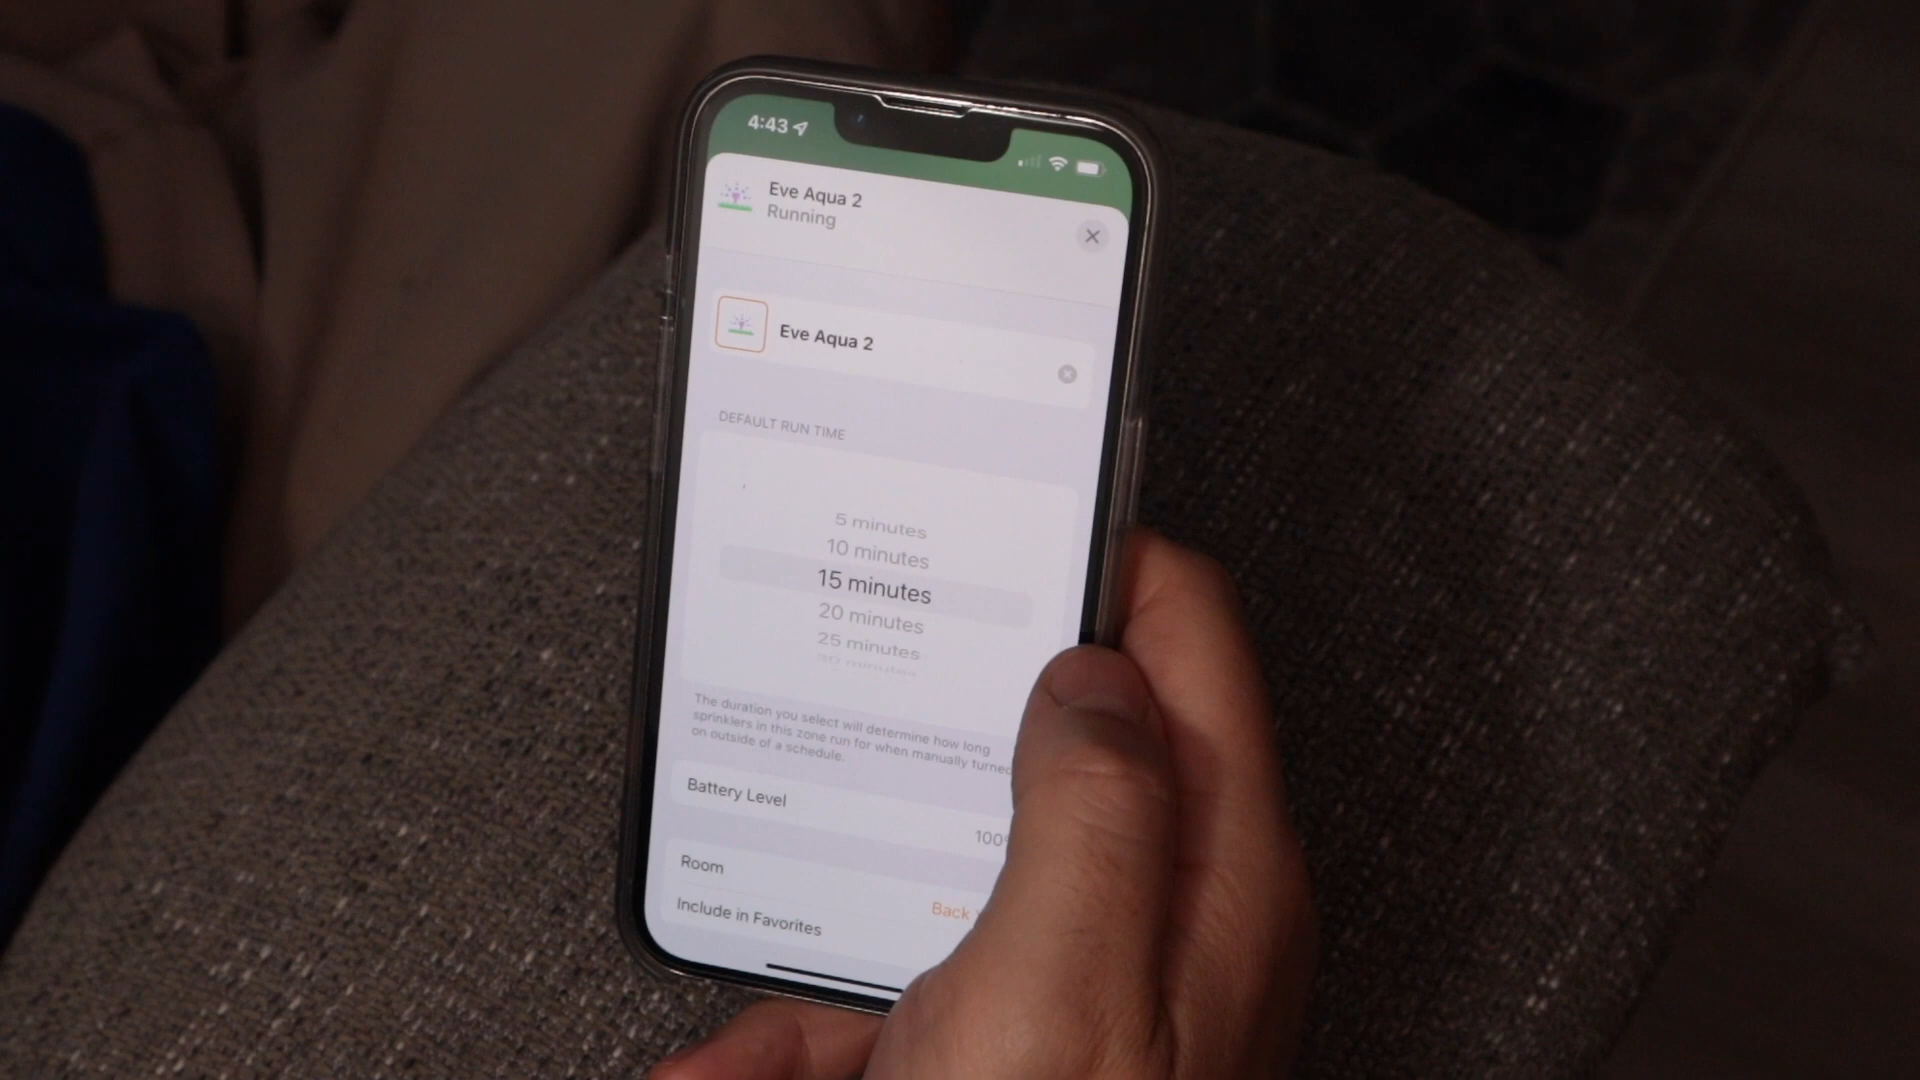 4:43
Eve Aqua 2
Running
Eve Aqua 2
DEFAULT RUN TIME
5 minutes
10 minutes
15 minutes
20 minutes
25 minutes
30 minutes
The duration you select will determine how long
sprinklers in this zone run for when manually turned
on outside of a schedule.
Battery Level
100%
Room
Back
Include in Favorites